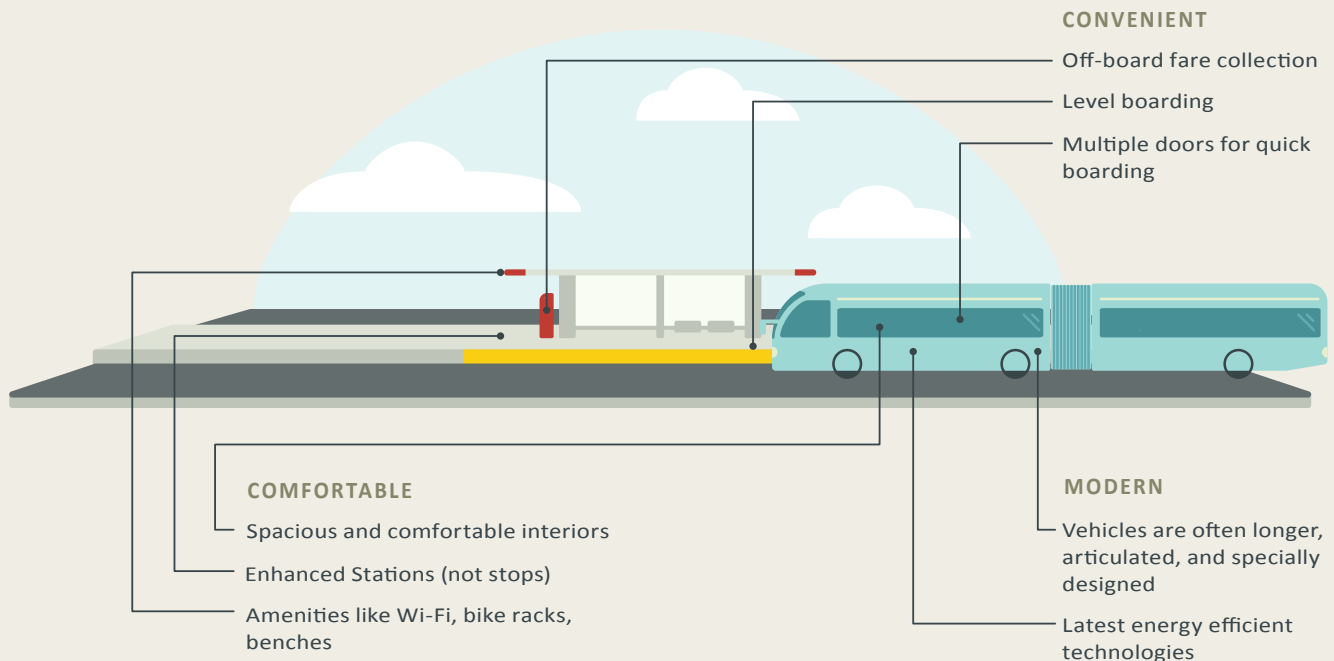 CONVENIENT
Off-board fare collection
Level boarding
Multiple doors for quick
boarding
COMFORTABLE
Spacious and comfortable interiors
Enhanced Stations (not stops)
Amenities like Wi-Fi, bike racks,
benches
MODERN
Vehicles are often longer,
articulated, and specially
designed
Latest energy efficient
technologies